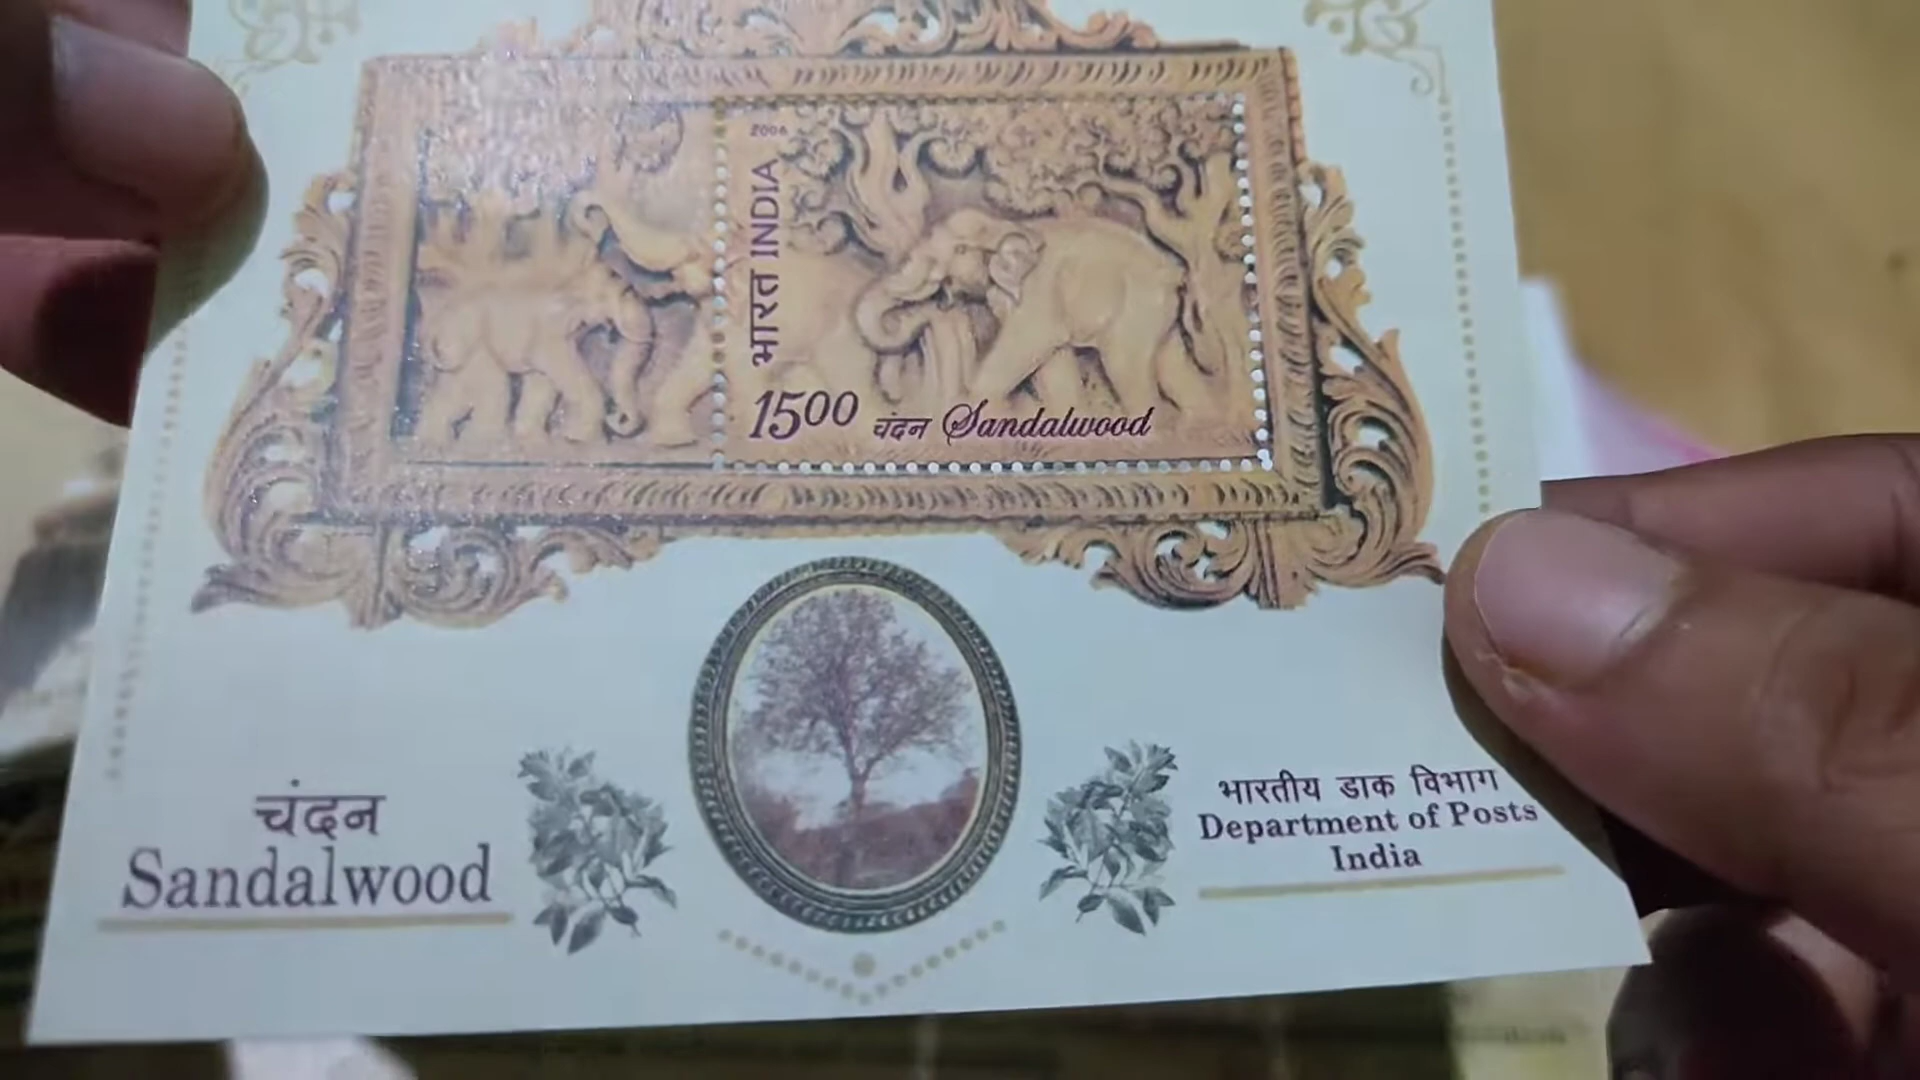 2006
भारत INDIA
1500 चंदन Sandalwood
चंदन
Sandalwood
भारतीय डाक विभाग
Department of Posts
India